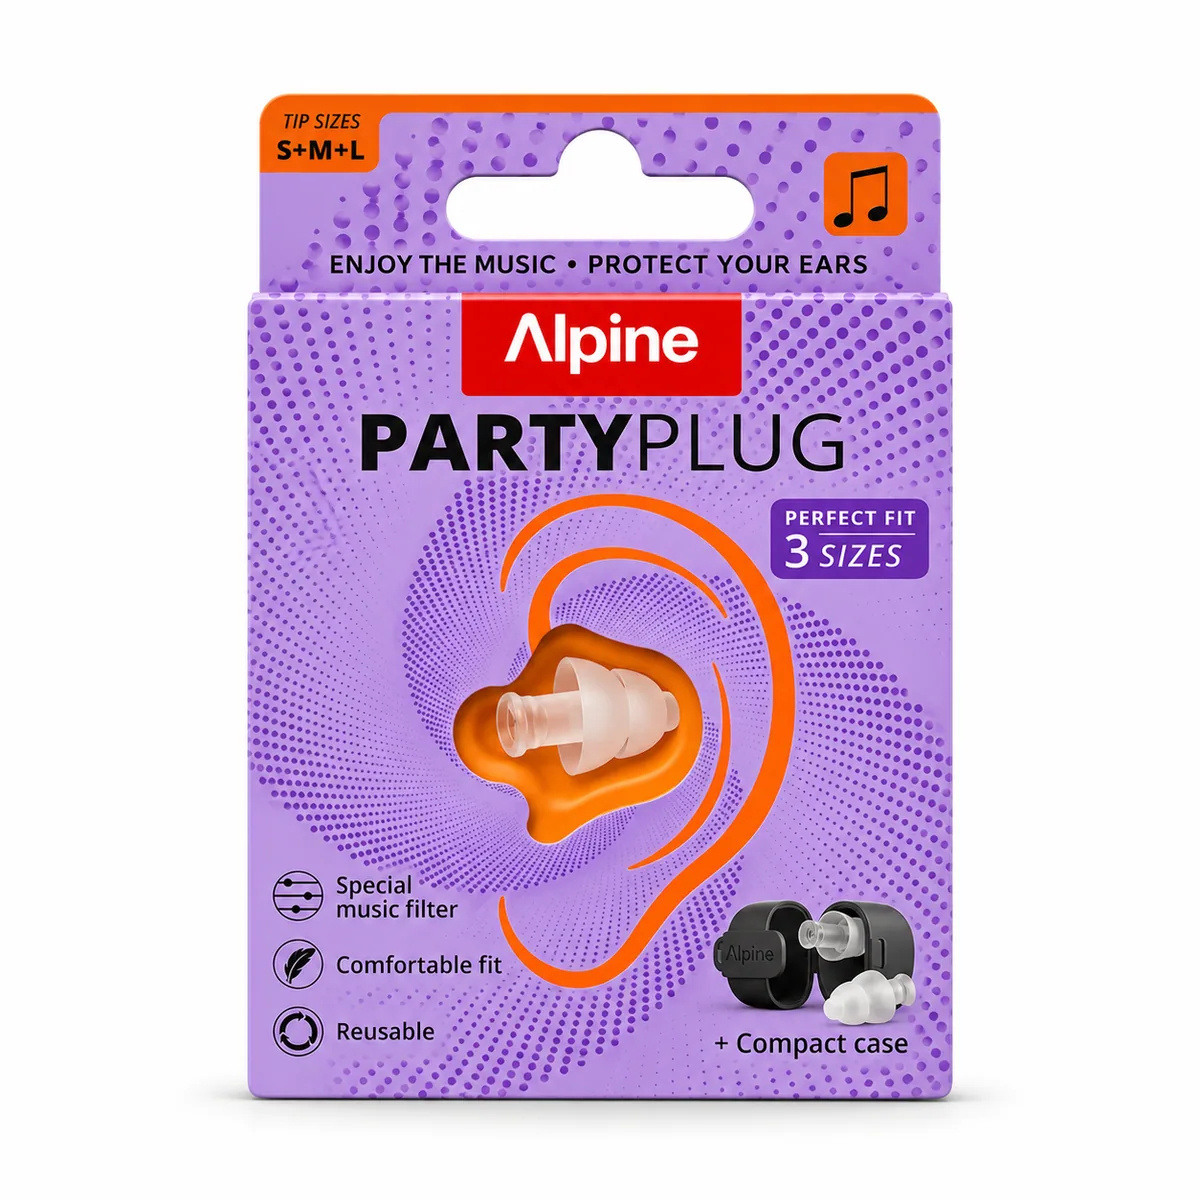 TIP SIZES
S+M+L
ENJOY THE MUSIC • PROTECT YOUR EARS
Alpine
PARTYPLUG
PERFECT FIT
3 SIZES
Special
music filter
Comfortable fit
Reusable
Alpine
+ Compact case